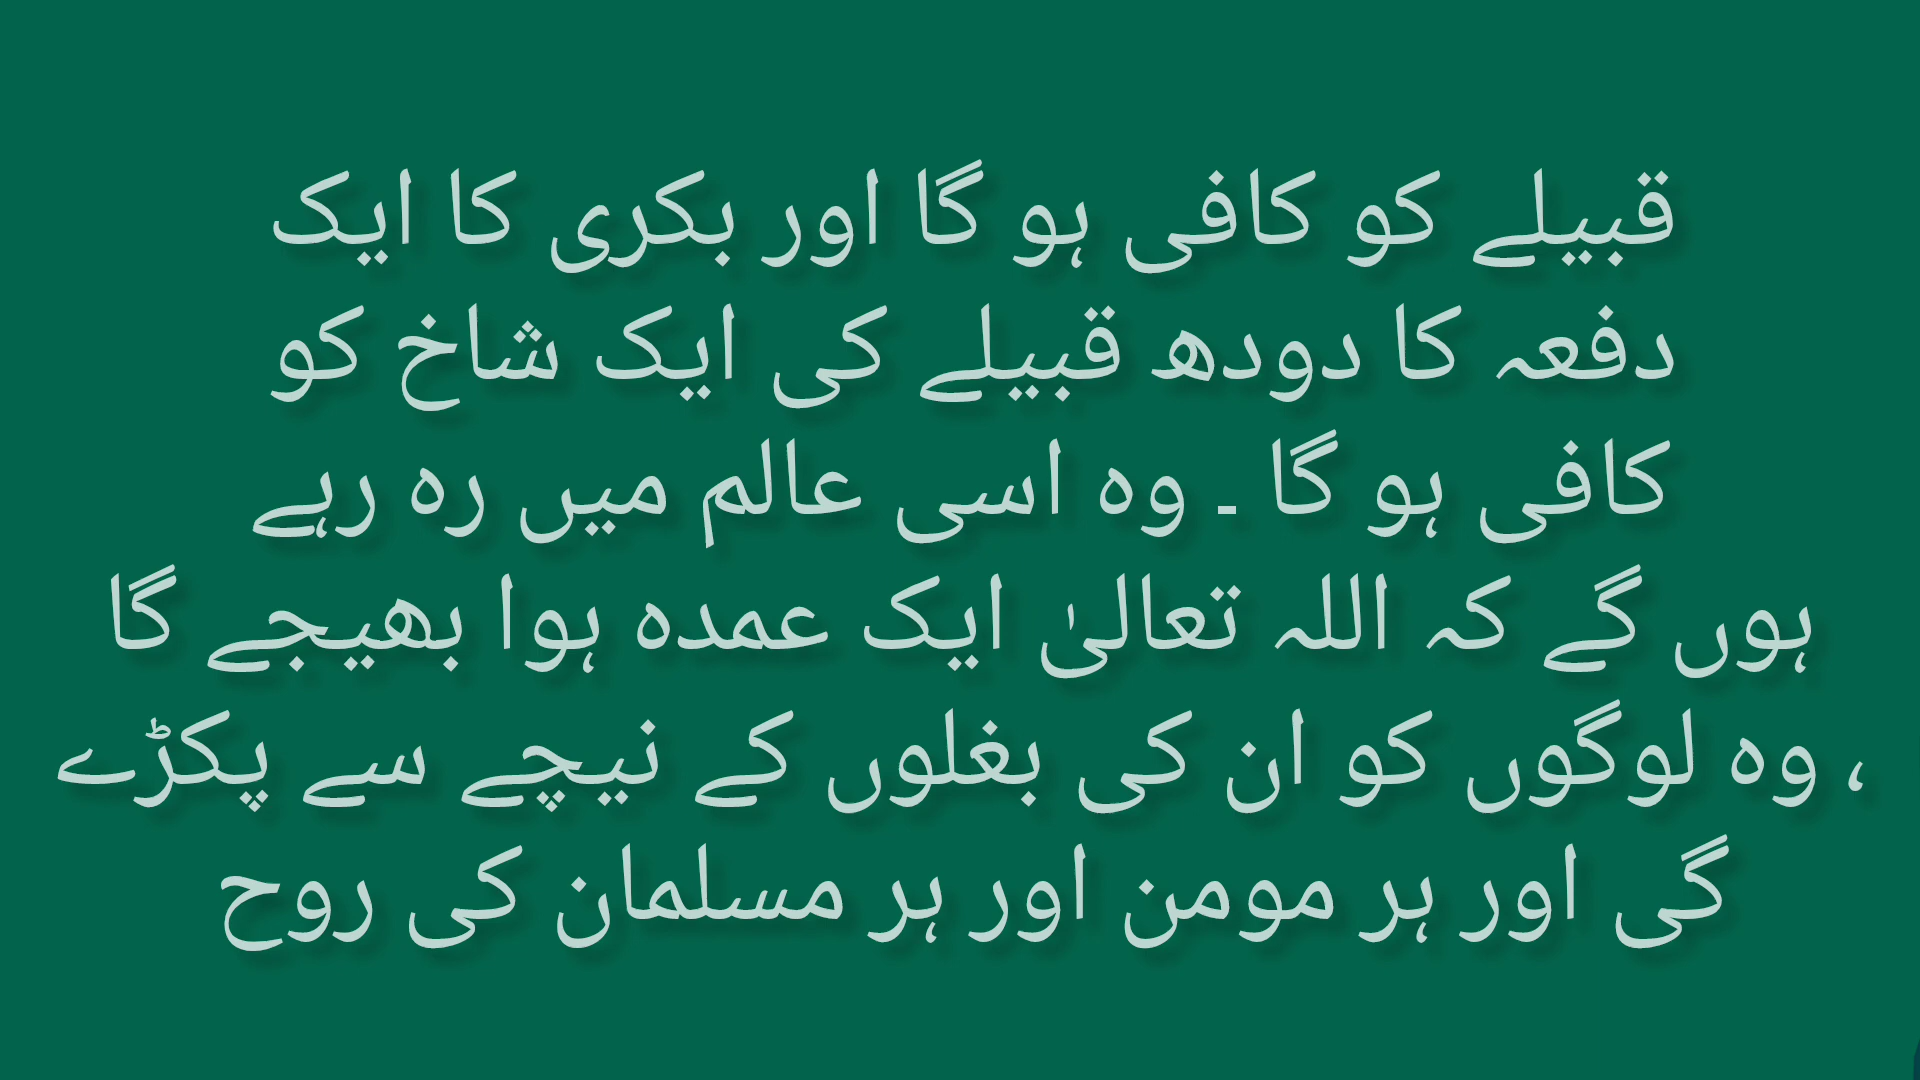 قبیلے کو کافی ہو گا اور بکری کا ایک
دفعہ کا دودھ قبیلے کی ایک شاخ کو
کافی ہو گا ۔ وہ اسی عالم میں رہ رہے
ہوں گے کہ اللہ تعالیٰ ایک عمدہ ہوا بھیجے گا
، وہ لوگوں کو ان کی بغلوں کے نیچے سے پکڑے
گی اور ہر مومن اور ہر مسلمان کی روح